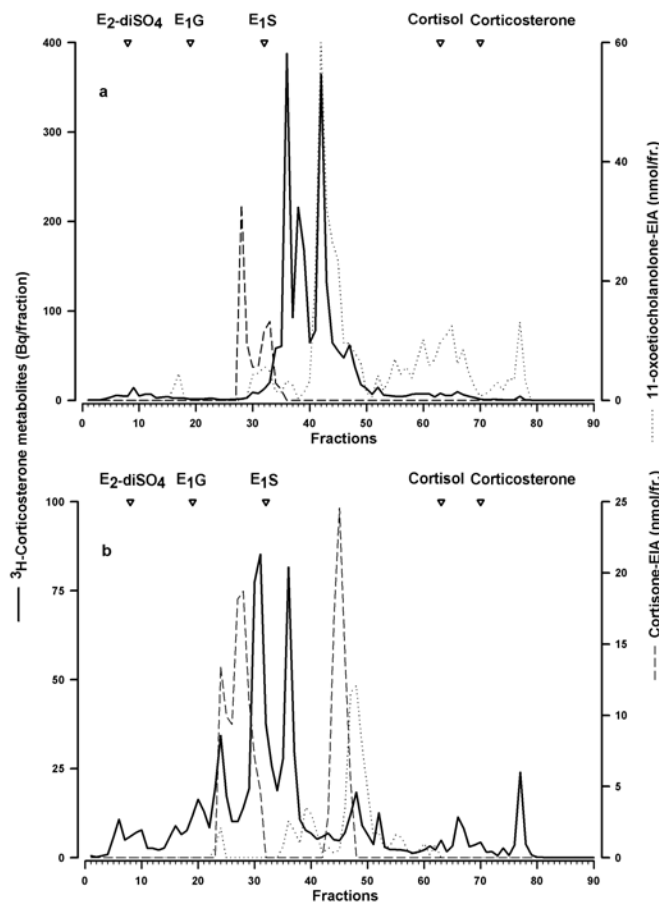 E₂-diSO4 E₁G E₁S Cortisol Corticosterone
400 60
a
300
40
200
20
100
0 0
0 10 20 30 40 50 60 70 80 90
Fractions
³H-Corticosterone metabolites (Bq/fraction)
11-oxoetiocholanolone-EIA (nmol/fr.)
E₂-diSO4 E₁G E₁S Cortisol Corticosterone
100 25
b
20
75
15
50
10
25
5
0 0
0 10 20 30 40 50 60 70 80 90
Fractions
Cortisone-EIA (nmol/fr.)